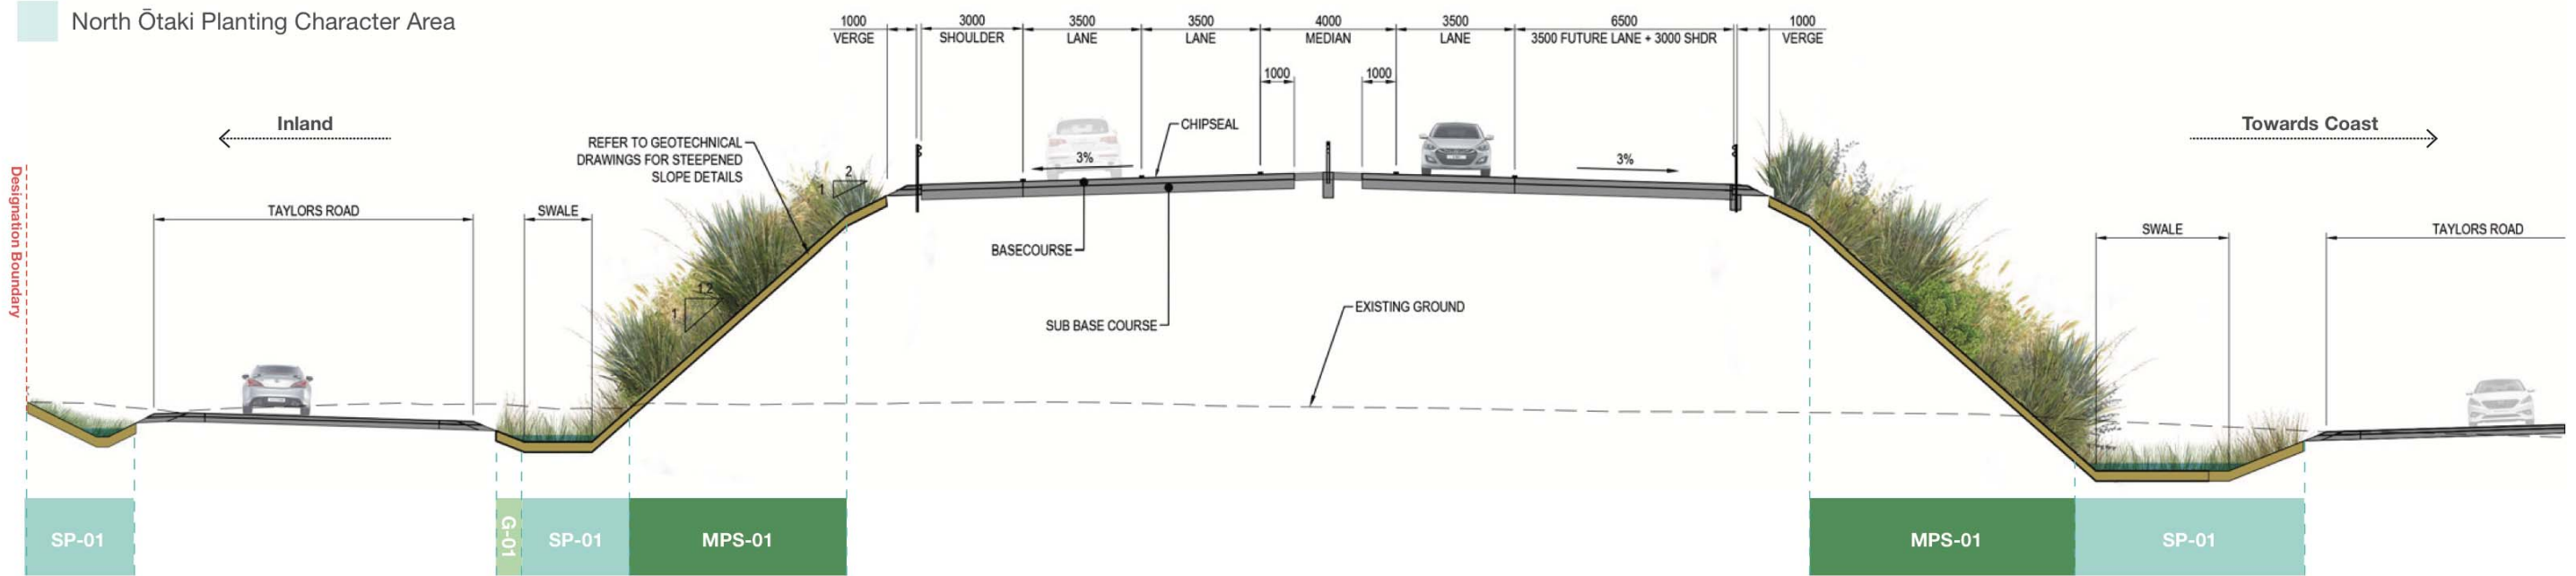 North Ōtaki Planting Character Area
1000
VERGE
3000
SHOULDER
3500
LANE
3500
LANE
4000
MEDIAN
3500
LANE
6500
3500 FUTURE LANE + 3000 SHDR
1000
VERGE
1000
1000
Inland
Towards Coast
CHIPSEAL
REFER TO GEOTECHNICAL
DRAWINGS FOR STEEPENED
SLOPE DETAILS
3%
3%
2
1
Designation Boundary
TAYLORS ROAD
SWALE
SWALE
TAYLORS ROAD
BASECOURSE
1.2
1
SUB BASE COURSE
EXISTING GROUND
SP-01
G-01
SP-01
MPS-01
MPS-01
SP-01